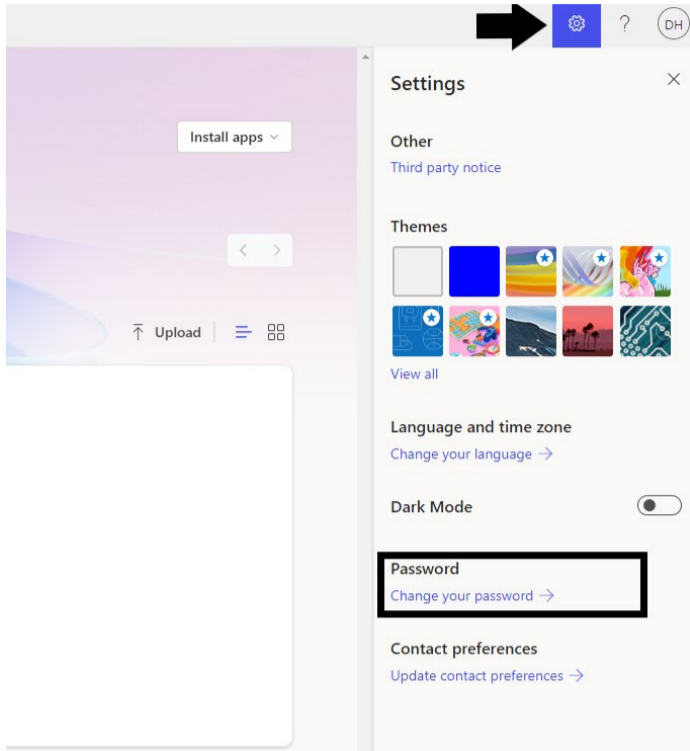 ? DH
Settings
Install apps
Other
Third party notice
Themes
Upload
View all
Language and time zone
Change your language →
Dark Mode
Password
Change your password →
Contact preferences
Update contact preferences →